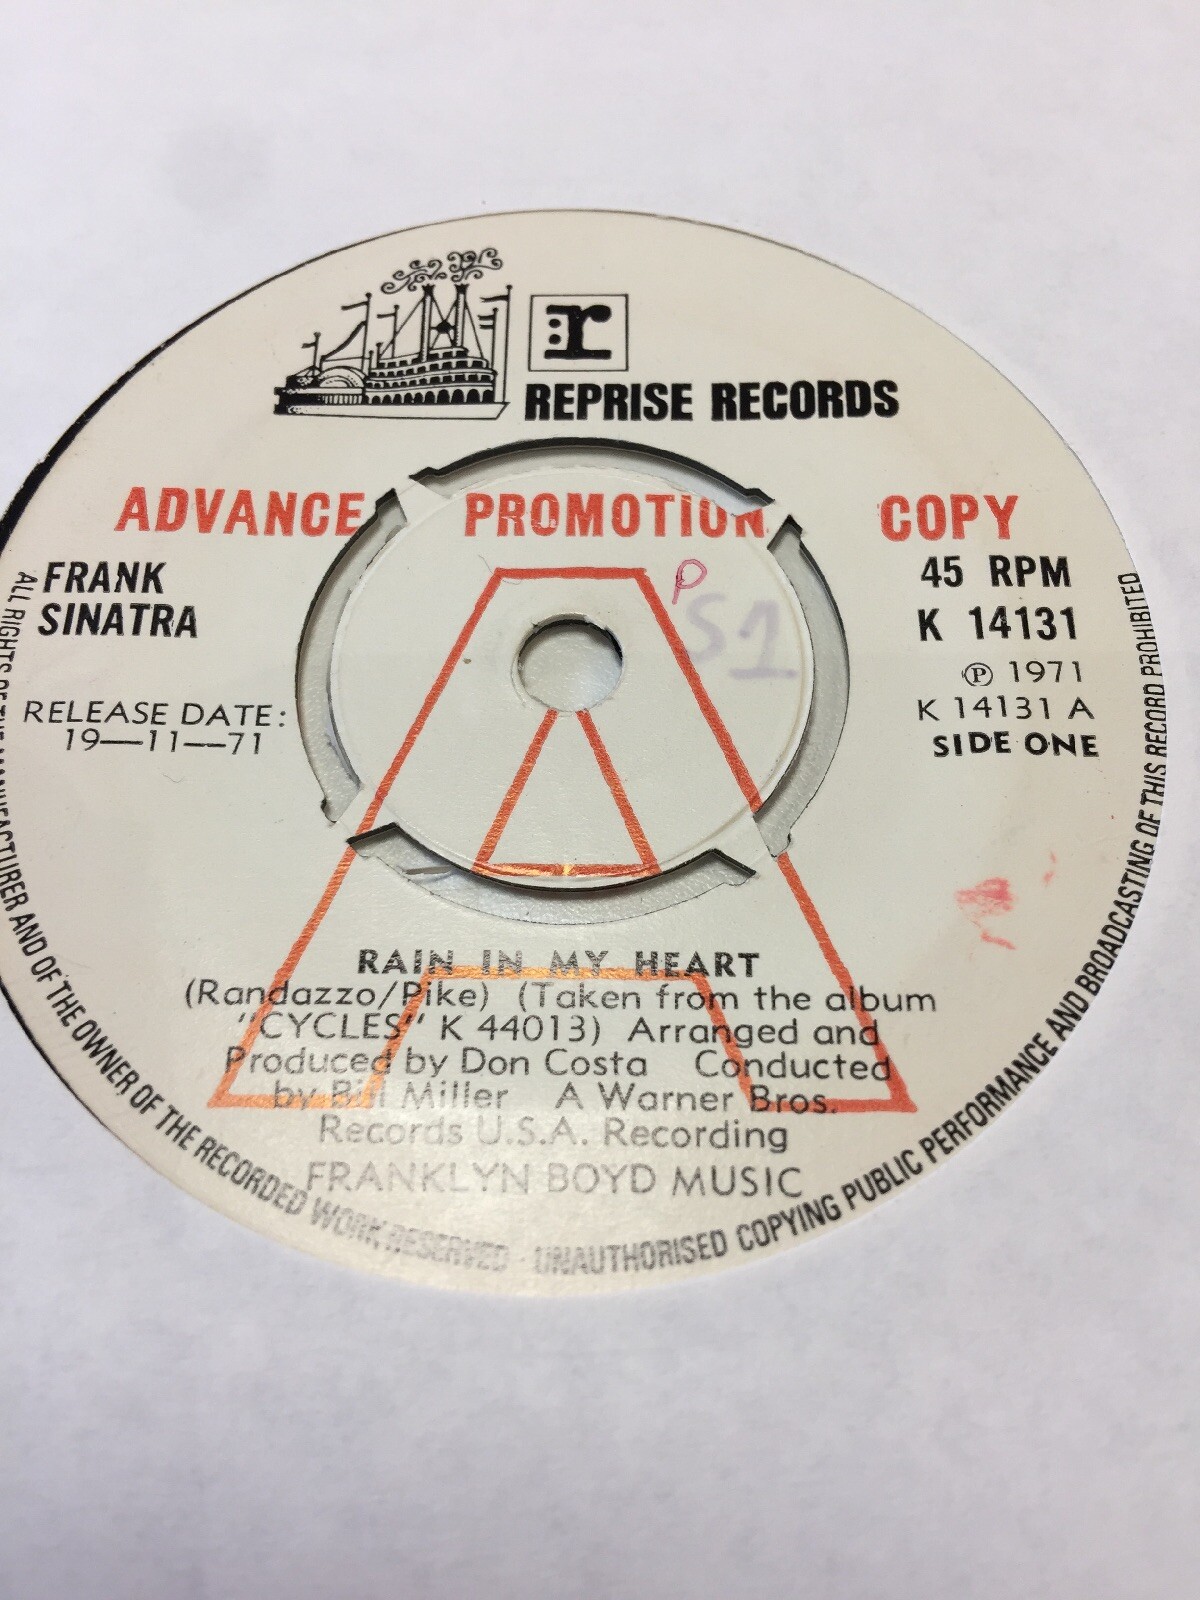 r
REPRISE RECORDS
ADVANCE PROMOTION COPY
FRANK
SINATRA
RELEASE DATE:
19—11—71
P
S1
45 RPM
K 14131
Ⓟ 1971
K 14131 A
SIDE ONE
RAIN IN MY HEART
(Randazzo/Pike) (Taken from the album
"CYCLES" K 44013) Arranged and
Produced by Don Costa Conducted
by Bill Miller A Warner Bros.
Records U.S.A. Recording
FRANKLYN BOYD MUSIC
ALL RIGHTS OF THE MANUFACTURER AND OF THE OWNER OF THE RECORDED WORK RESERVED · UNAUTHORISED COPYING PUBLIC PERFORMANCE AND BROADCASTING OF THIS RECORD PROHIBITED